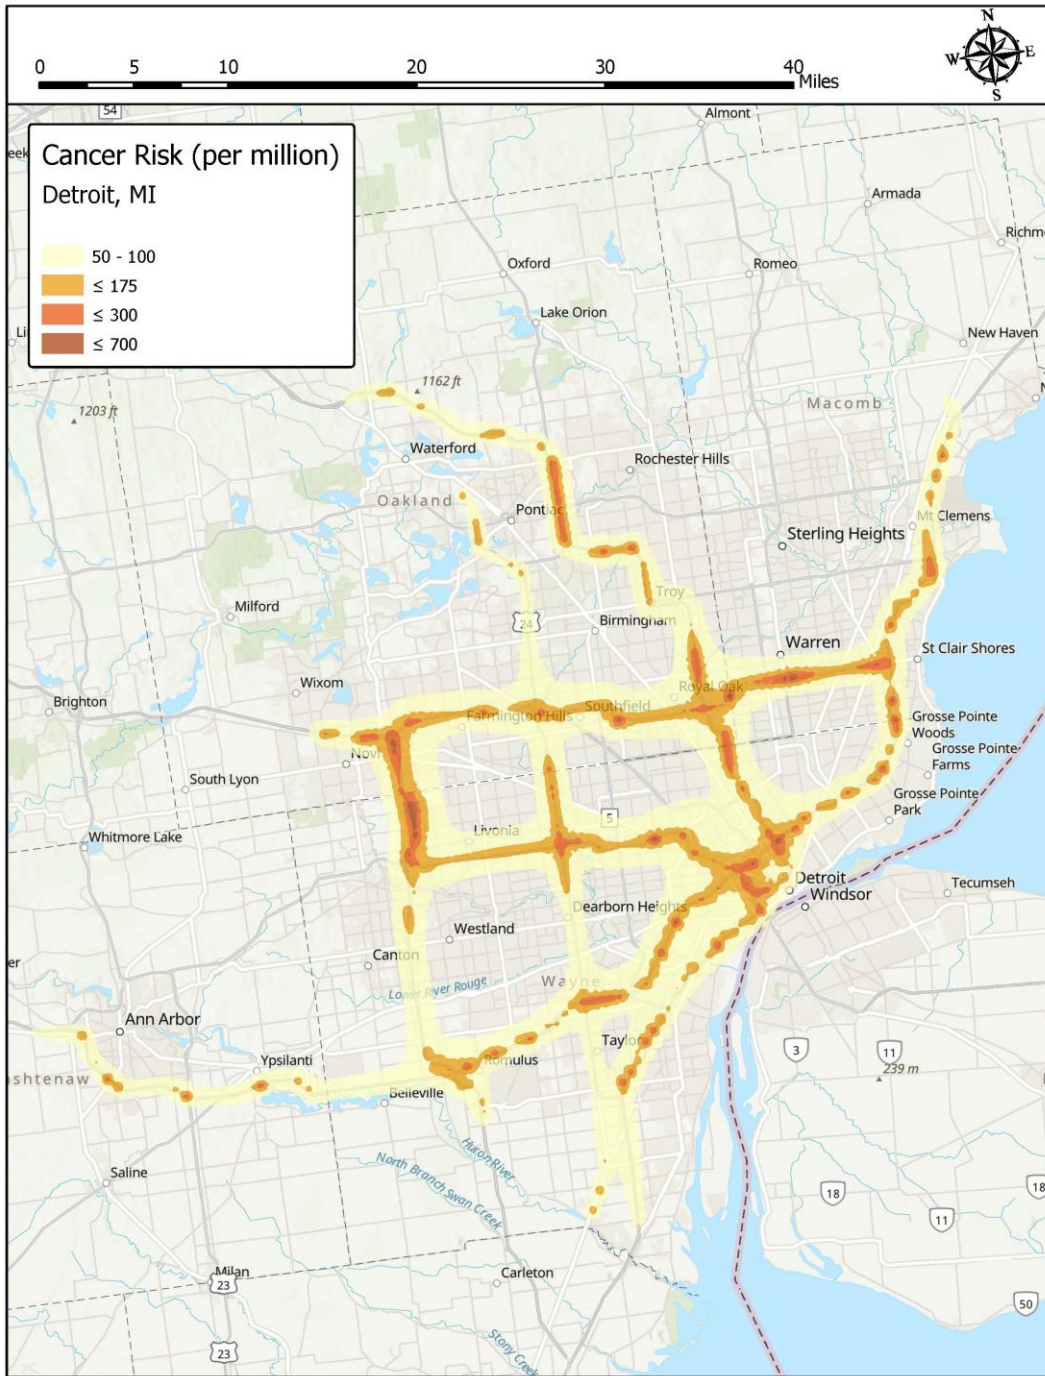 N
W E
S
0 5 10 20 30 40
Miles
54
Almont
Cancer Risk (per million)
Detroit, MI
50 - 100
≤ 175
≤ 300
≤ 700
Armada
Oxford
Romeo
Lake Orion
New Haven
1162 ft
1203 ft
Macomb
Waterford
Rochester Hills
Oakland
Pontiac
Mt Clemens
Sterling Heights
Troy
Milford
24
Birmingham
Warren
St Clair Shores
Wixom
Royal Oak
Brighton
Southfield
Farmington Hills
Grosse Pointe
Woods
Novi
Grosse Pointe
Farms
South Lyon
Grosse Pointe
Park
5
Whitmore Lake
Livonia
Detroit
Windsor
Tecumseh
Dearborn Heights
Westland
Canton
Wayne
Lower River Rouge
Ann Arbor
3
11
Taylor
Romulus
Ypsilanti
239 m
Belleville
Huron River
North Branch Swan Creek
Saline
18
18
11
Milan
23
Carleton
50
Stony Creek
23